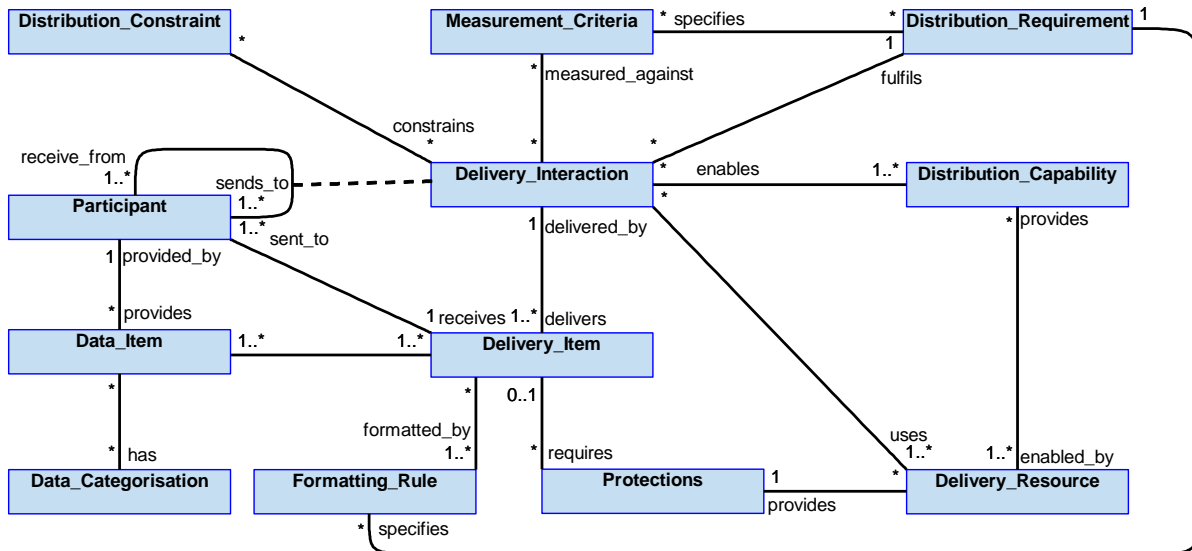 Distribution_Constraint
*
Measurement_Criteria
* specifies *
Distribution_Requirement
1
1
*
measured_against
fulfils
constrains
*
*
*
receive_from
1..*
sends_to
1..*
Delivery_Interaction
* enables 1..*
Distribution_Capability
*
Participant
1..*
sent_to
1
provided_by
1
delivered_by
*
provides
*
provides
1 receives
1..* delivers
Data_Item
1..* 1..*
Delivery_Item
*
*
0..1
formatted_by
1..*
*
has
*
requires
uses
1..*
1..*
enabled_by
Data_Categorisation
Formatting_Rule
Protections
1
provides
*
Delivery_Resource
* specifies